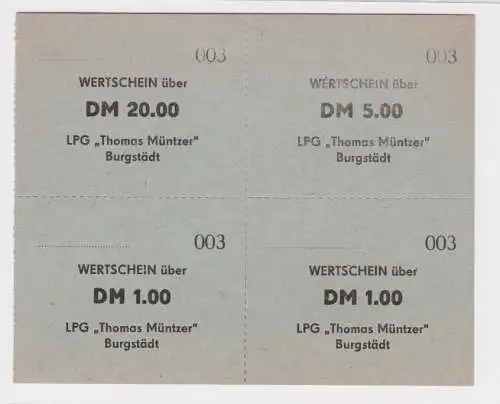 003
WERTSCHEIN über
DM 20.00
LPG „Thomas Müntzer"
Burgstädt
003
WERTSCHEIN über
DM 5.00
LPG „Thomas Müntzer"
Burgstädt
003
WERTSCHEIN über
DM 1.00
LPG „Thomas Müntzer"
Burgstädt
003
WERTSCHEIN über
DM 1.00
LPG „Thomas Müntzer"
Burgstädt